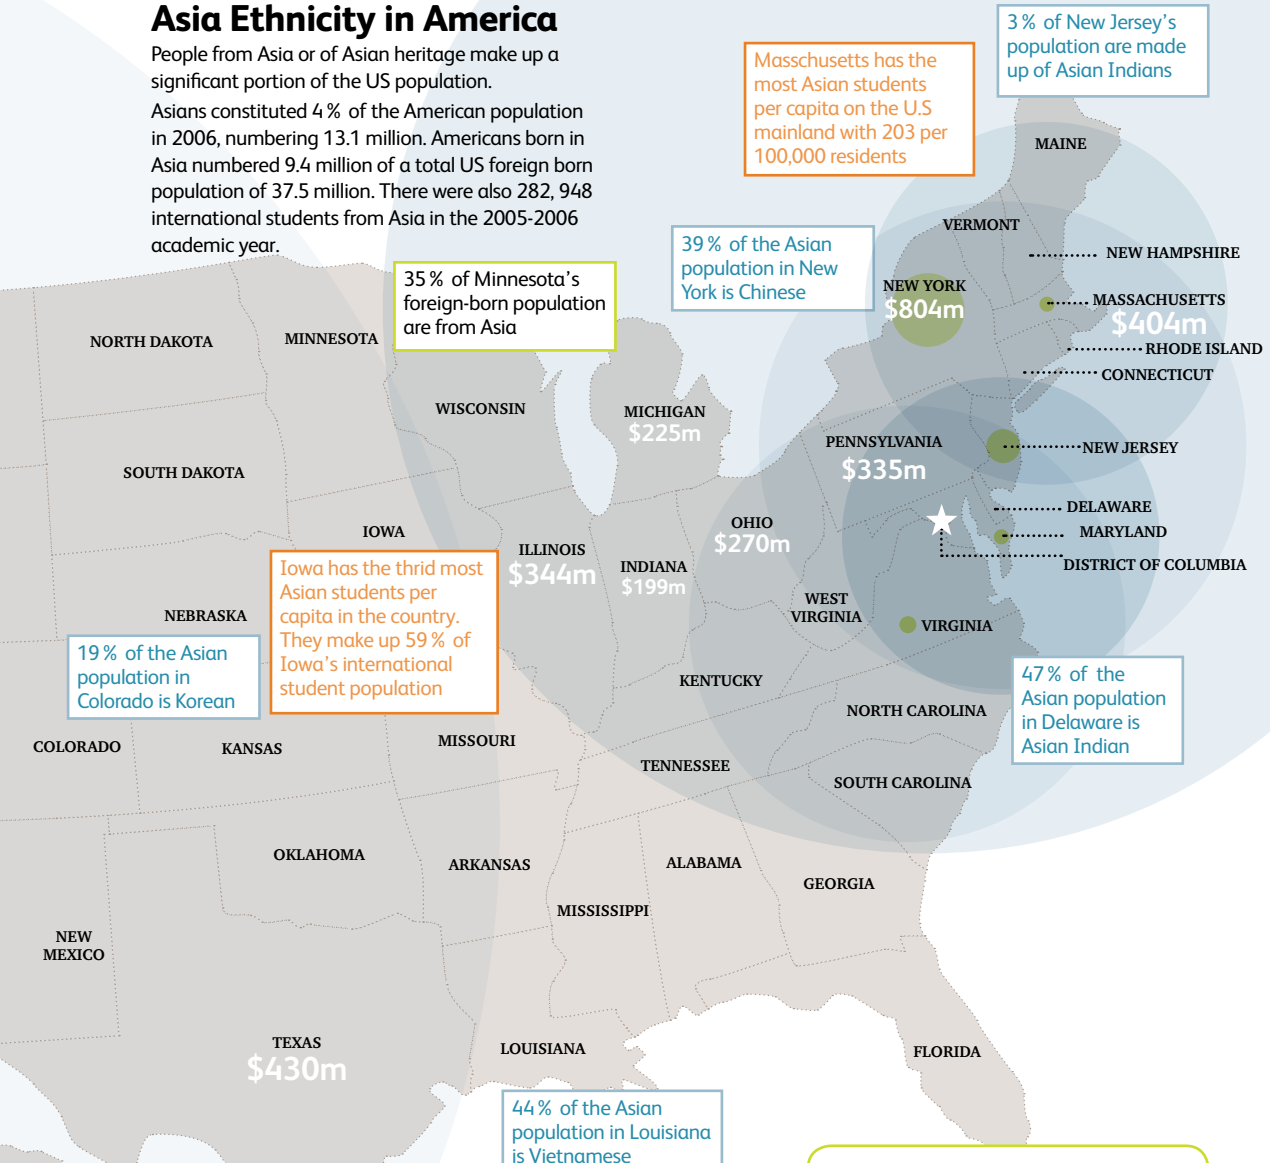 Asia Ethnicity in America
People from Asia or of Asian heritage make up a
significant portion of the US population.
Asians constituted 4% of the American population
in 2006, numbering 13.1 million. Americans born in
Asia numbered 9.4 million of a total US foreign born
population of 37.5 million. There were also 282, 948
international students from Asia in the 2005-2006
academic year.
3% of New Jersey's
population are made
up of Asian Indians
Masschusetts has the
most Asian students
per capita on the U.S
mainland with 203 per
100,000 residents
MAINE
VERMONT
39% of the Asian
population in New
York is Chinese
NEW HAMPSHIRE
35% of Minnesota's
foreign-born population
are from Asia
NEW YORK
$804m
MASSACHUSETTS
$404m
NORTH DAKOTA
MINNESOTA
RHODE ISLAND
CONNECTICUT
WISCONSIN
MICHIGAN
$225m
PENNSYLVANIA
$335m
NEW JERSEY
SOUTH DAKOTA
DELAWARE
MARYLAND
DISTRICT OF COLUMBIA
IOWA
OHIO
$270m
ILLINOIS
$344m
INDIANA
$199m
Iowa has the thrid most
Asian students per
capita in the country.
They make up 59% of
Iowa's international
student population
NEBRASKA
WEST
VIRGINIA
VIRGINIA
19% of the Asian
population in
Colorado is Korean
KENTUCKY
47% of the
Asian population
in Delaware is
Asian Indian
NORTH CAROLINA
COLORADO
KANSAS
MISSOURI
TENNESSEE
SOUTH CAROLINA
OKLAHOMA
ARKANSAS
ALABAMA
GEORGIA
MISSISSIPPI
NEW
MEXICO
TEXAS
$430m
LOUISIANA
FLORIDA
44% of the Asian
population in Louisiana
is Vietnamese